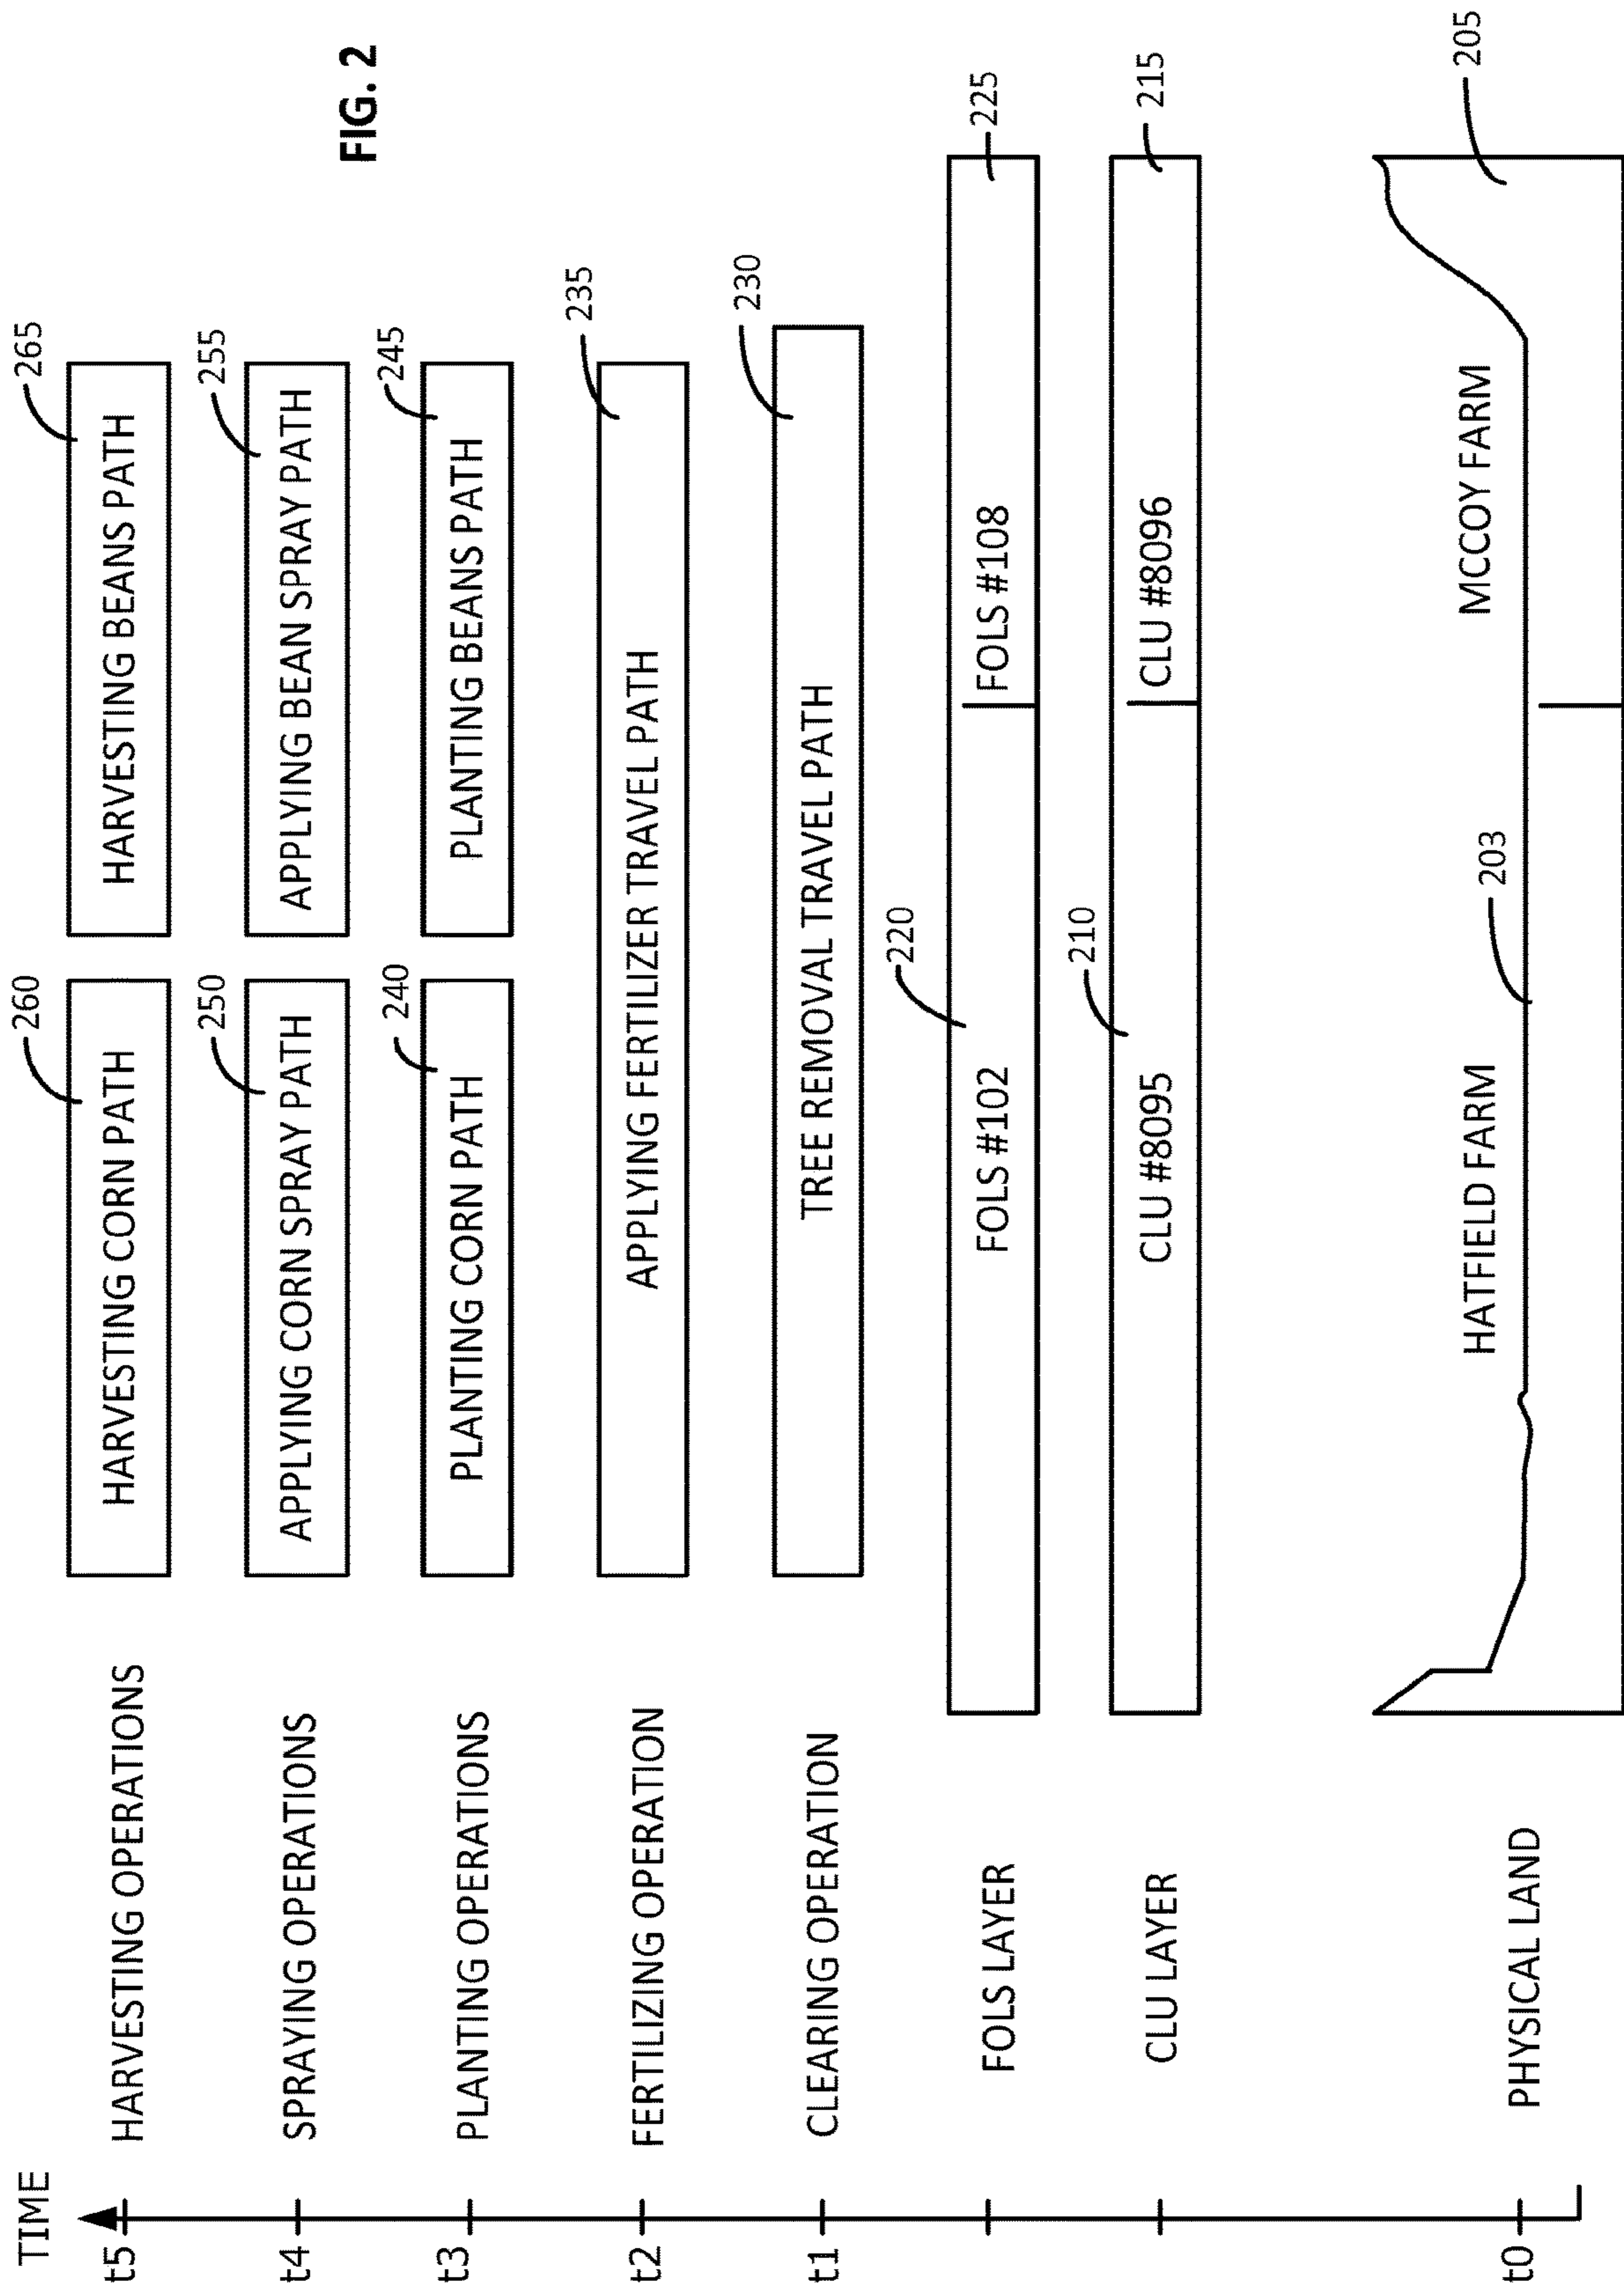 FIG. 2
TIME
t5
HARVESTING OPERATIONS
HARVESTING CORN PATH
260
HARVESTING BEANS PATH
265
t4
SPRAYING OPERATIONS
APPLYING CORN SPRAY PATH
250
APPLYING BEAN SPRAY PATH
255
t3
PLANTING OPERATIONS
PLANTING CORN PATH
240
PLANTING BEANS PATH
245
t2
FERTILIZING OPERATION
APPLYING FERTILIZER TRAVEL PATH
235
t1
CLEARING OPERATION
TREE REMOVAL TRAVEL PATH
230
FOLS LAYER
FOLS #102
220
FOLS #108
225
CLU LAYER
CLU #8095
210
CLU #8096
215
t0
PHYSICAL LAND
HATFIELD FARM
203
MCCOY FARM
205